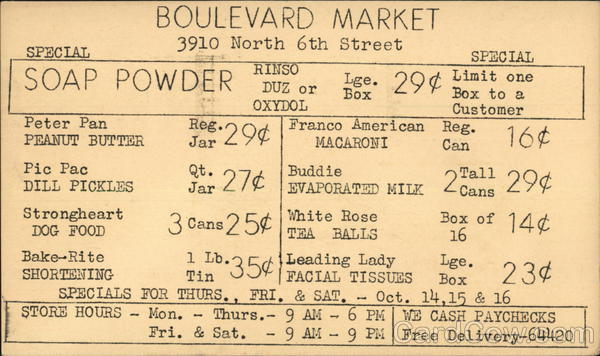 BOULEVARD MARKET
3910 North 6th Street
SPECIAL SPECIAL
SOAP POWDER RINSO DUZ or OXYDOL Lge. Box 29¢ Limit one Box to a Customer
Peter Pan PEANUT BUTTER Reg. Jar 29¢
Franco American MACARONI Reg. Can 16¢
Pic Pac DILL PICKLES Qt. Jar 27¢
Buddie EVAPORATED MILK 2 Tall Cans 29¢
Strongheart DOG FOOD 3 Cans 25¢
White Rose TEA BALLS Box of 16 14¢
Bake-Rite SHORTENING 1 Lb. Tin 35¢
Leading Lady FACIAL TISSUES Lge. Box 23¢
SPECIALS FOR THURS., FRI. & SAT. - Oct. 14,15 & 16
STORE HOURS - Mon. - Thurs. - 9 AM - 6 PM
Fri. & Sat. - 9 AM - 9 PM
WE CASH PAYCHECKS
Free Delivery-64420
CardCow.com